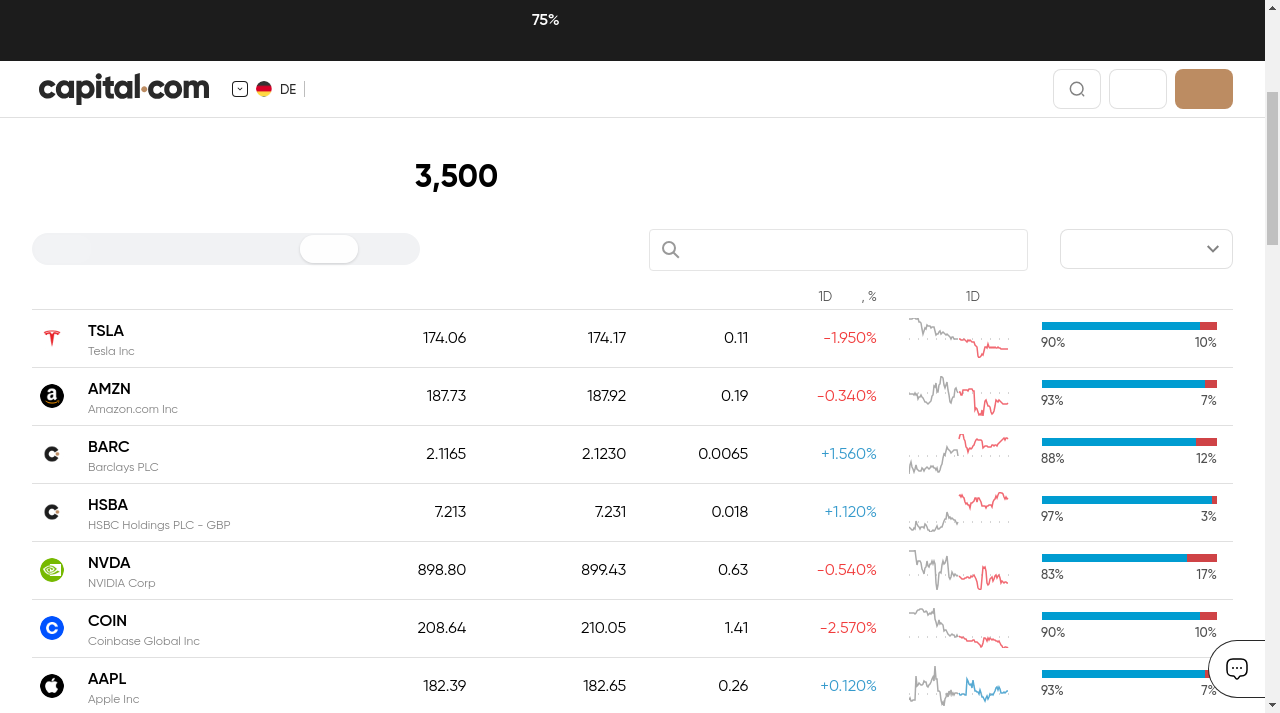 75%
capital.com DE
3,500
1D , % 1D
TSLA 174.06 174.17 0.11 -1.950%
Tesla Inc 90% 10%
AMZN 187.73 187.92 0.19 -0.340%
Amazon.com Inc 93% 7%
BARC 2.1165 2.1230 0.0065 +1.560%
Barclays PLC 88% 12%
HSBA 7.213 7.231 0.018 +1.120%
HSBC Holdings PLC - GBP 97% 3%
NVDA 898.80 899.43 0.63 -0.540%
NVIDIA Corp 83% 17%
COIN 208.64 210.05 1.41 -2.570%
Coinbase Global Inc 90% 10%
AAPL 182.39 182.65 0.26 +0.120%
Apple Inc 93% 7%